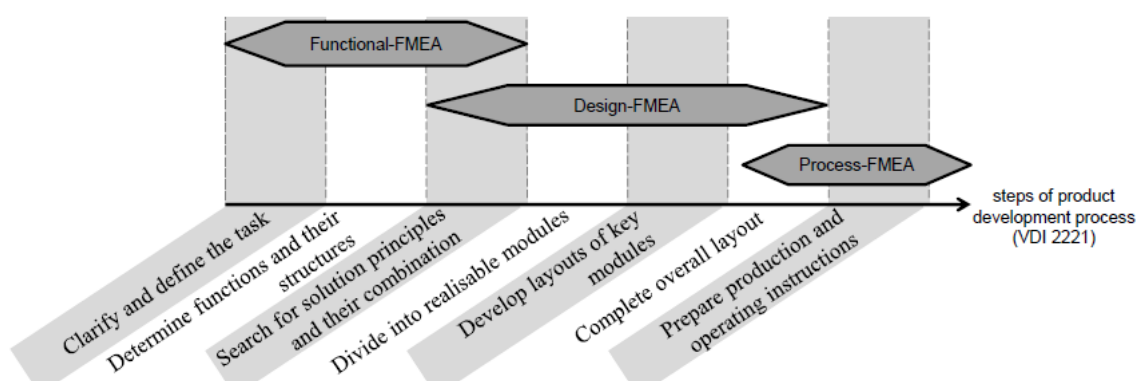 Functional-FMEA
Design-FMEA
Process-FMEA
steps of product
development process
(VDI 2221)
Clarify and define the task
Determine functions and their
structures
Search for solution principles
and their combination
Divide into realisable modules
Develop layouts of key
modules
Complete overall layout
Prepare production and
operating instructions